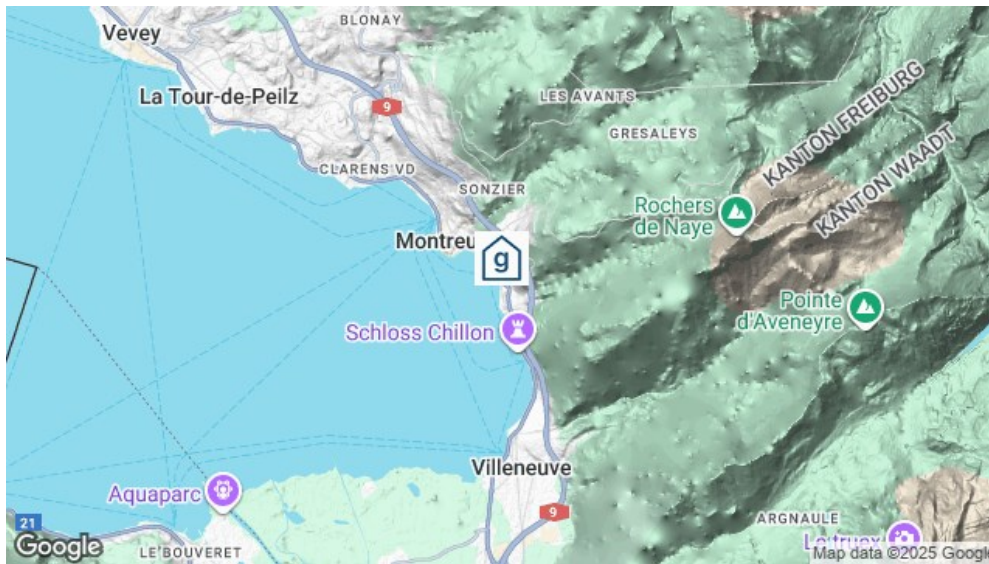 Vevey
BLONAY
La Tour-de-Peilz
9
LES AVANTS
GRESALEYS
KANTON FREIBURG
KANTON WAADT
CLARENS VD
SONZIER
Rochers
de Naye
Montreu
g
Pointe
d'Aveneyre
Schloss Chillon
Villeneuve
Aquaparc
9
21
ARGNAULE
Google
LE BOUVERET
Map data ©2025 Google